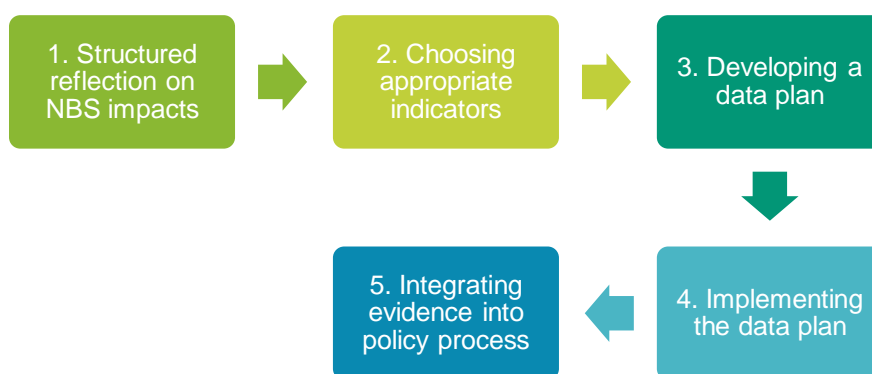 1. Structured
reflection on
NBS impacts
2. Choosing
appropriate
indicators
3. Developing a
data plan
4. Implementing
the data plan
5. Integrating
evidence into
policy process